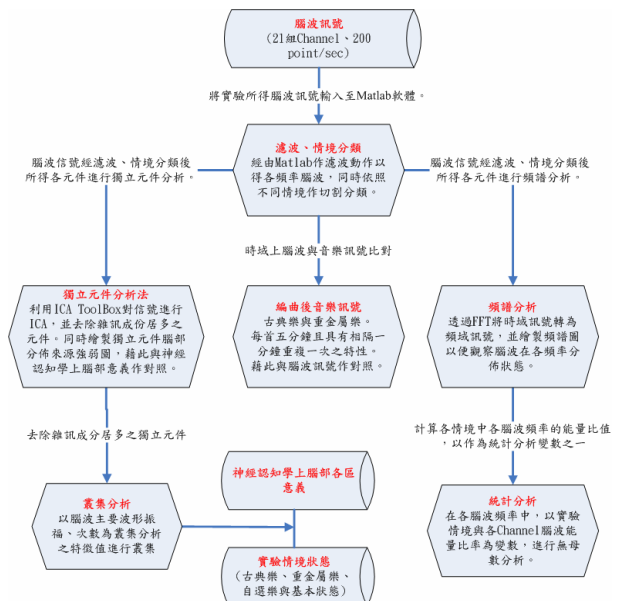 腦波訊號
(21組Channel、200
point/sec)
將實驗所得腦波訊號輸入至Matlab軟體。
濾波、情境分類
經由Matlab作濾波動作以
得各頻率腦波，同時依照
不同情境作切割分類。
腦波信號經濾波、情境分類後
所得各元件進行獨立元件分析。
腦波信號經濾波、情境分類後
所得各元件進行頻譜分析。
時域上腦波與音樂訊號比對
獨立元件分析法
利用ICA ToolBox對信號進行
ICA，並去除雜訊成份居多之
元件。同時繪製獨立元件腦部
分佈來源強弱圖，藉此與神經
認知學上腦部意義作對照。
編曲後音樂訊號
古典樂與重金屬樂。
每首五分鐘且具有相隔一
分鐘重複一次之特性。
藉此與腦波訊號作對照。
頻譜分析
透過FFT將時域訊號轉為
頻域訊號，並繪製頻譜圖
以便觀察腦波在各頻率分
佈狀態。
去除雜訊成分居多之獨立元件
計算各情境中各腦波頻率的能量比值
，以作為統計分析變數之一
神經認知學上腦部各區
意義
叢集分析
以腦波主要波形振
福、次數為叢集分析
之特徵值進行叢集
實驗情境狀態
(古典樂、重金屬樂、
自選樂與基本狀態)
統計分析
在各腦波頻率中，以實驗
情境與各Channel腦波能
量比率為變數，進行無母
數分析。